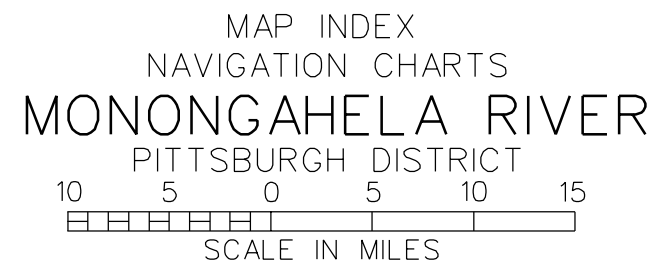 MAP INDEX
NAVIGATION CHARTS
MONONGAHELA RIVER
PITTSBURGH DISTRICT
10 5 0 5 10 15
SCALE IN MILES